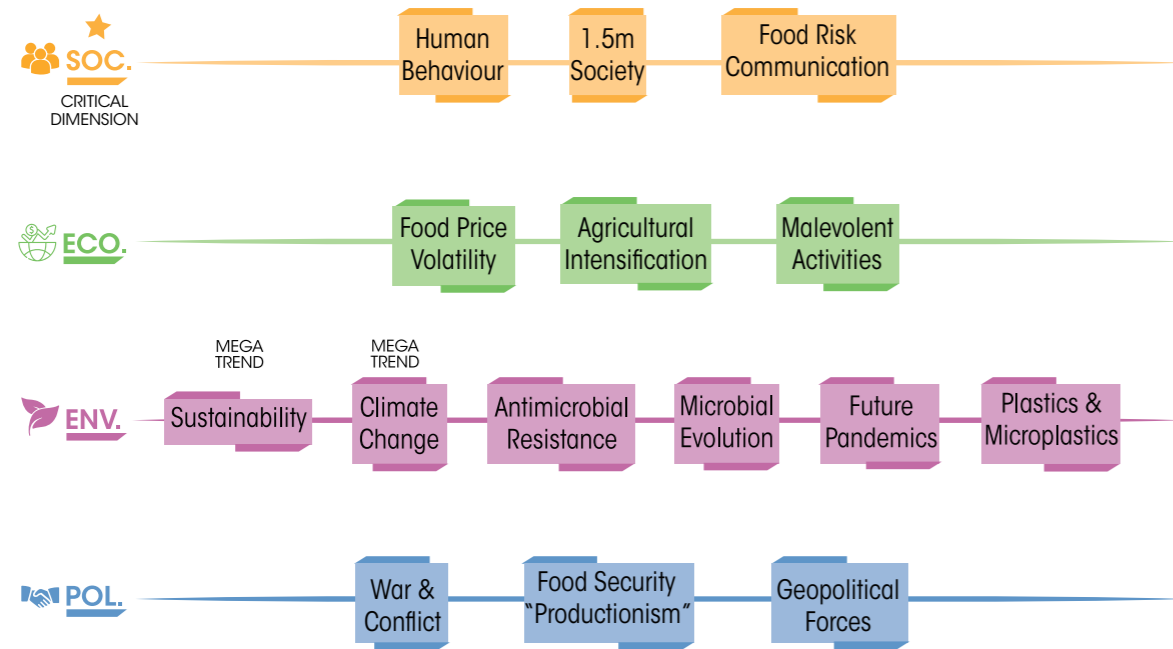 SOC.
CRITICAL
DIMENSION
Human
Behaviour
1.5m
Society
Food Risk
Communication
ECO.
Food Price
Volatility
Agricultural
Intensification
Malevolent
Activities
ENV.
MEGA
TREND
Sustainability
MEGA
TREND
Climate
Change
Antimicrobial
Resistance
Microbial
Evolution
Future
Pandemics
Plastics &
Microplastics
POL.
War &
Conflict
Food Security
"Productionism"
Geopolitical
Forces